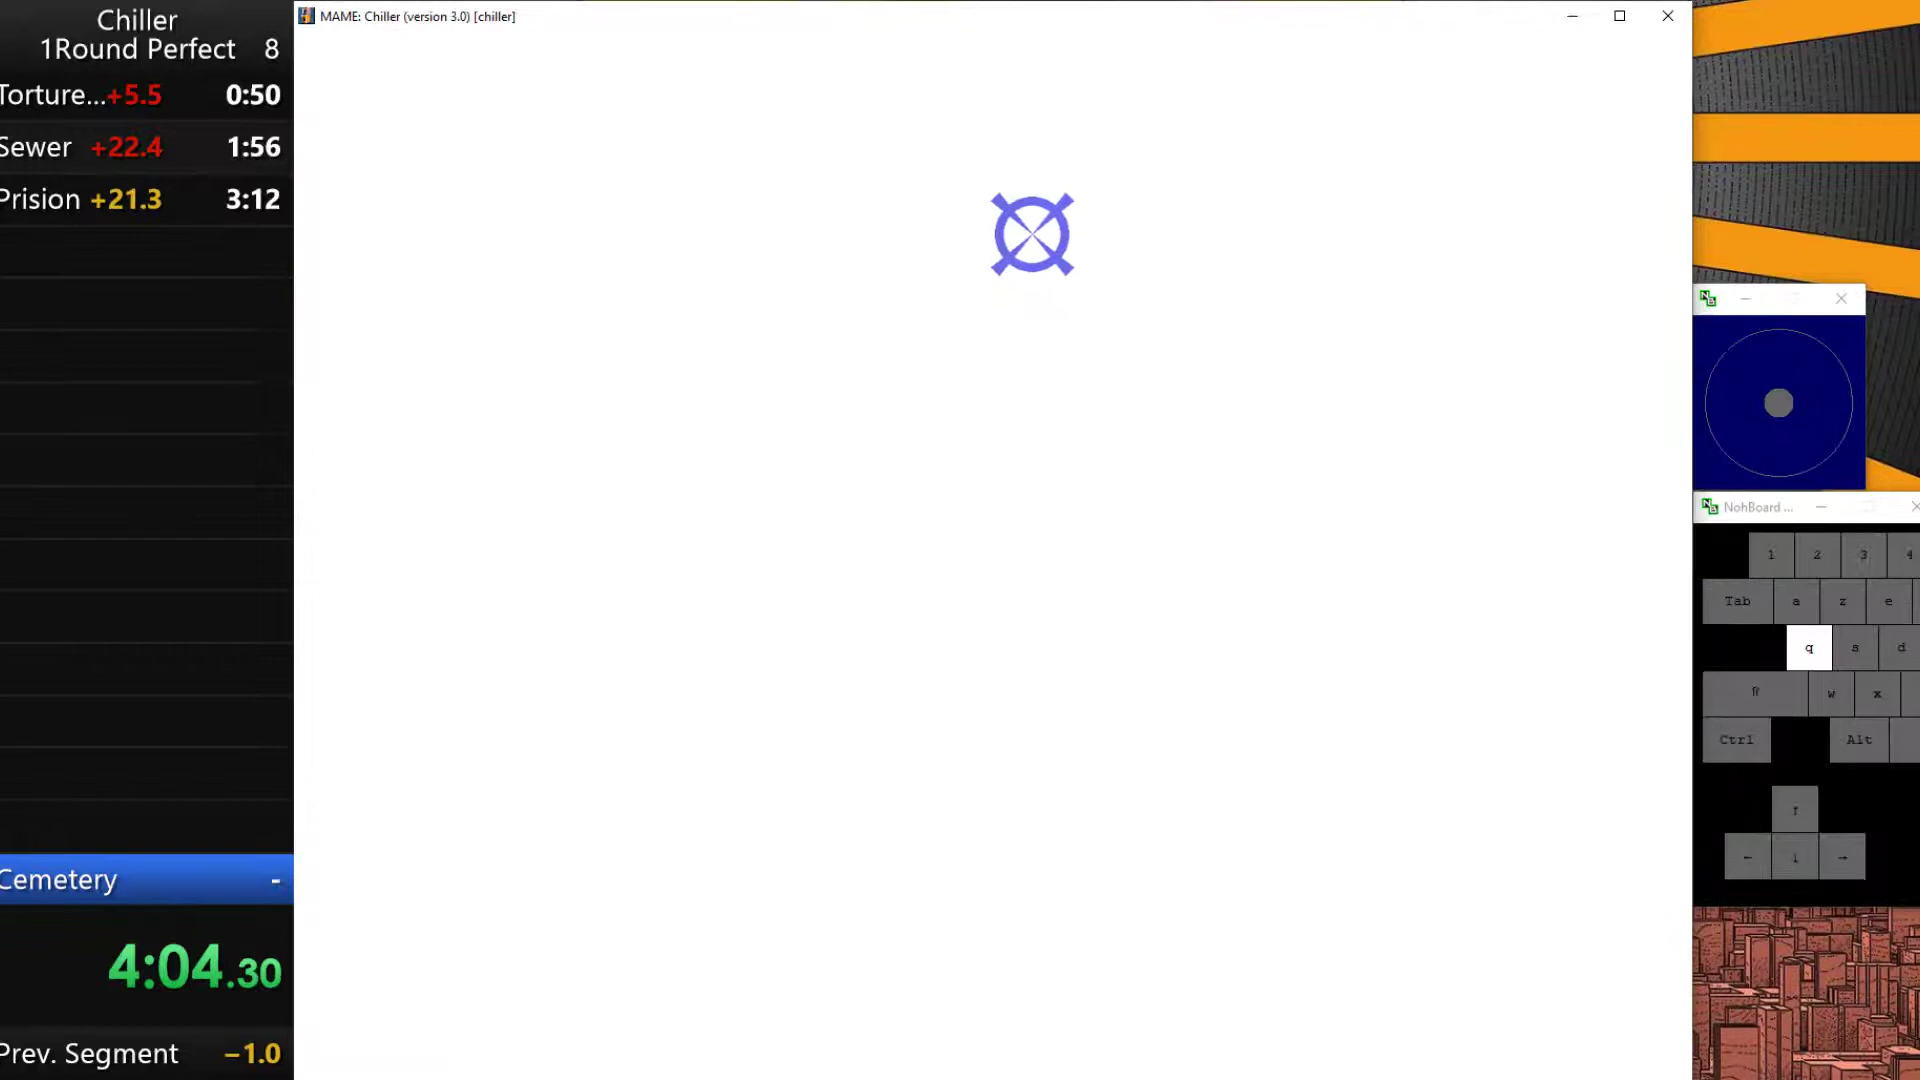 Chiller
1Round Perfect 8
Torture... +5.5 0:50
Sewer +22.4 1:56
Prision +21.3 3:12
Cemetery -
4:04.30
Prev. Segment −1.0
MAME: Chiller (version 3.0) [chiller]
NohBoard ...
1 2 3 4
Tab a z e
q s d
w x
Ctrl Alt
↑
← ↓ →